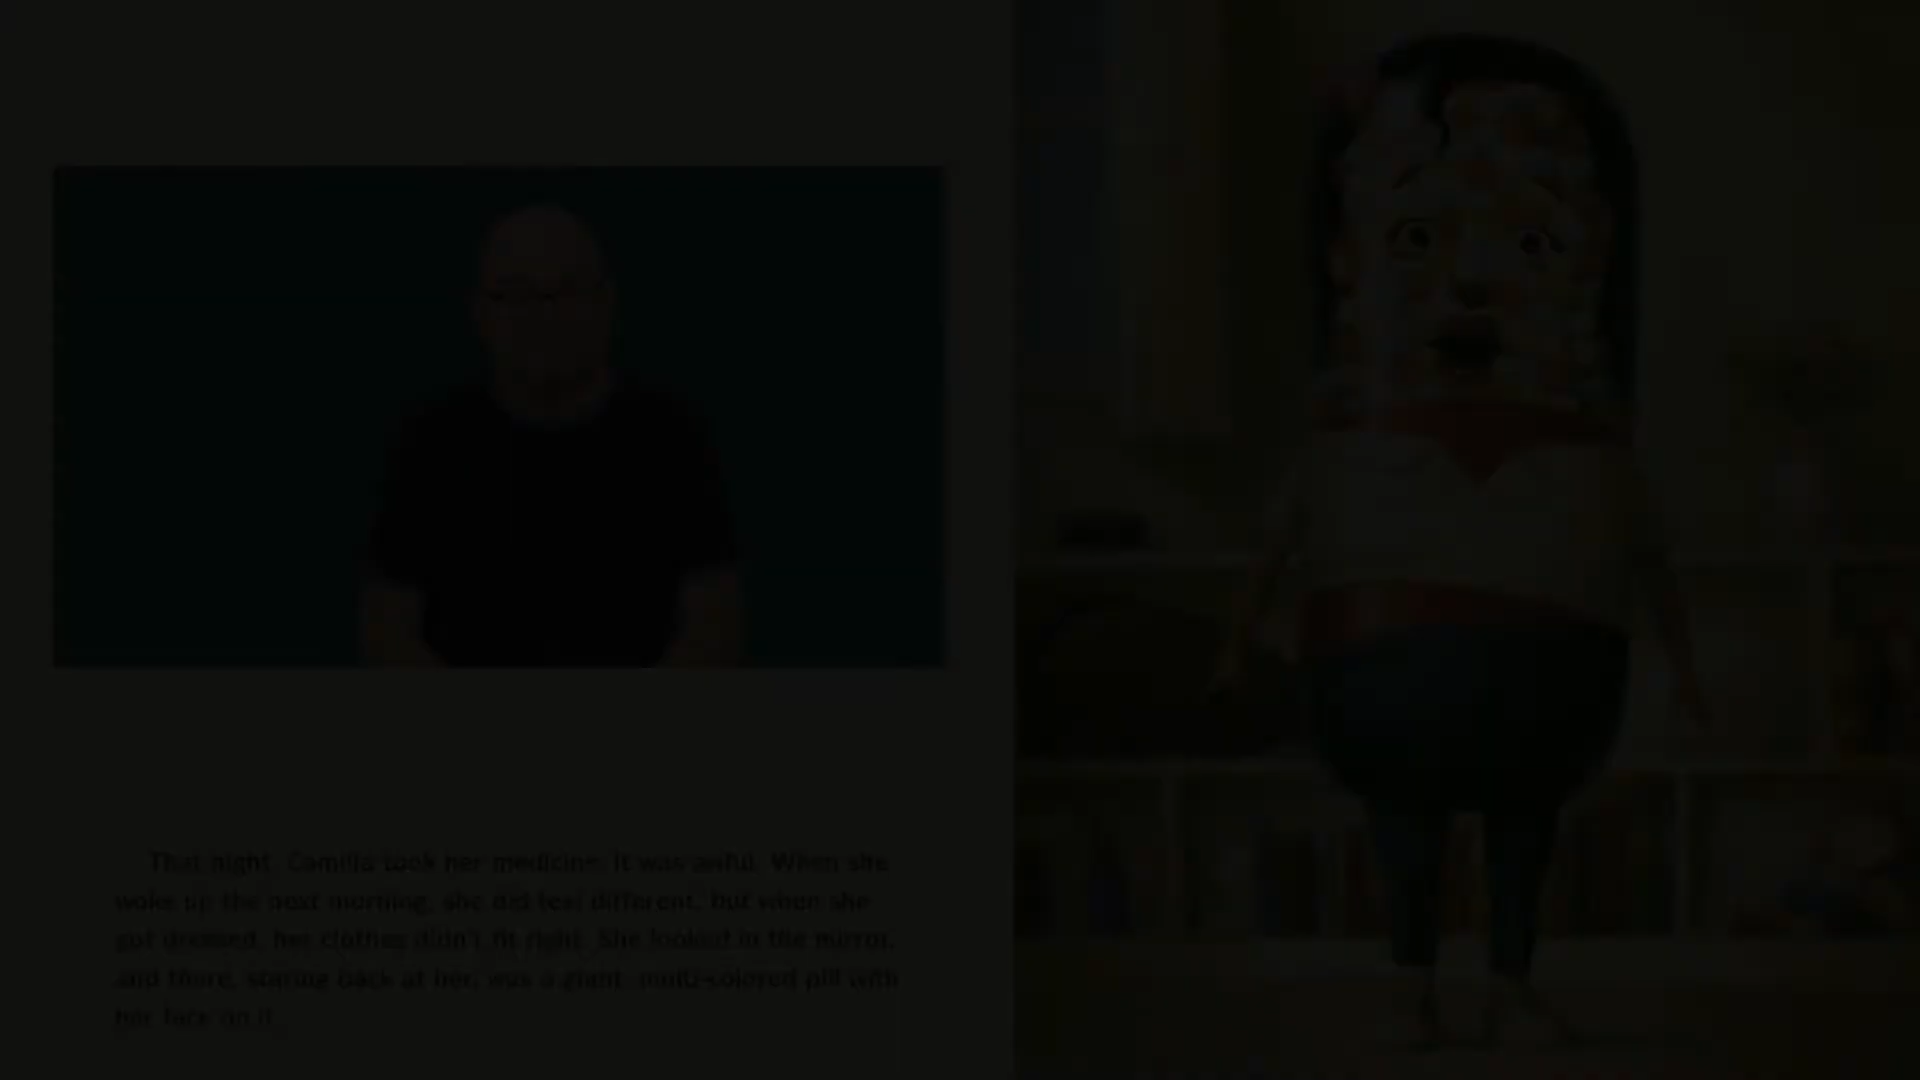 That night, Camilla took her medicine. It was awful. When she
woke up the next morning, she did feel different, but when she
got dressed, her clothes didn't fit right. She looked in the mirror,
and there, staring back at her, was a giant, multi-colored pill with
her face on it.